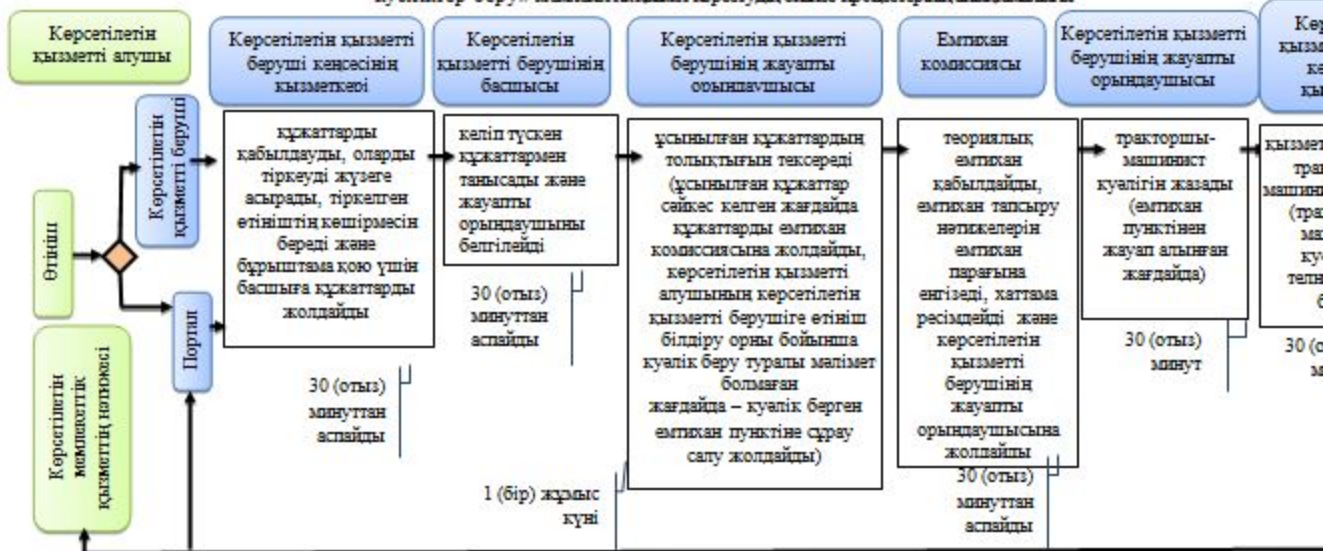 Көрсетілетін
қызметті алушы
Көрсетілетін қызметті
беруші кеңсесінің
қызметкері
Көрсетілетін
қызметті берушінің
басшысы
Көрсетілетін қызметті
берушінің жауапты
орындаушысы
Емтихан
комиссиясы
Көрсетілетін қызметті
берушінің жауапты
орындаушысы
Өтініш
Көрсетілетін
қызметті беруші
Портал
Көрсетілетін
мемлекеттік
қызметтің нәтижесі
құжаттарды
қабылдауды, оларды
тіркеуді жүзеге
асырады, тіркелген
өтініштің көшірмесін
береді және
бұрыштама қою үшін
басшыға құжаттарды
жолдайды
30 (отыз)
минуттан
аспайды
келіп түскен
құжаттармен
танысады және
жауапты
орындаушыны
белгілейді
30 (отыз)
минуттан
аспайды
ұсынылған құжаттардың
толықтығын тексереді
(ұсынылған құжаттар
сәйкес келген жағдайда
құжаттарды емтихан
комиссиясына жолдайды,
көрсетілетін қызметті
алушының көрсетілетін
қызметті берушіге өтініш
білдіру орны бойынша
куәлік беру туралы мәлімет
болмаған
жағдайда – куәлік берген
емтихан пунктіне сұрау
салу жолдайды)
1 (бір) жұмыс
күні
теориялық
емтихан
қабылдайды,
емтихан тапсыру
нәтижелерін
емтихан
парағына
енгізеді, хаттама
ресімдейді және
көрсетілетін
қызметті
берушінің
жауапты
орындаушысына
жолдайды
30 (отыз)
минуттан
аспайды
тракторшы-
машинист
куәлігін жазады
(емтихан
пунктінен
жауап алынған
жағдайда)
30 (отыз)
минут